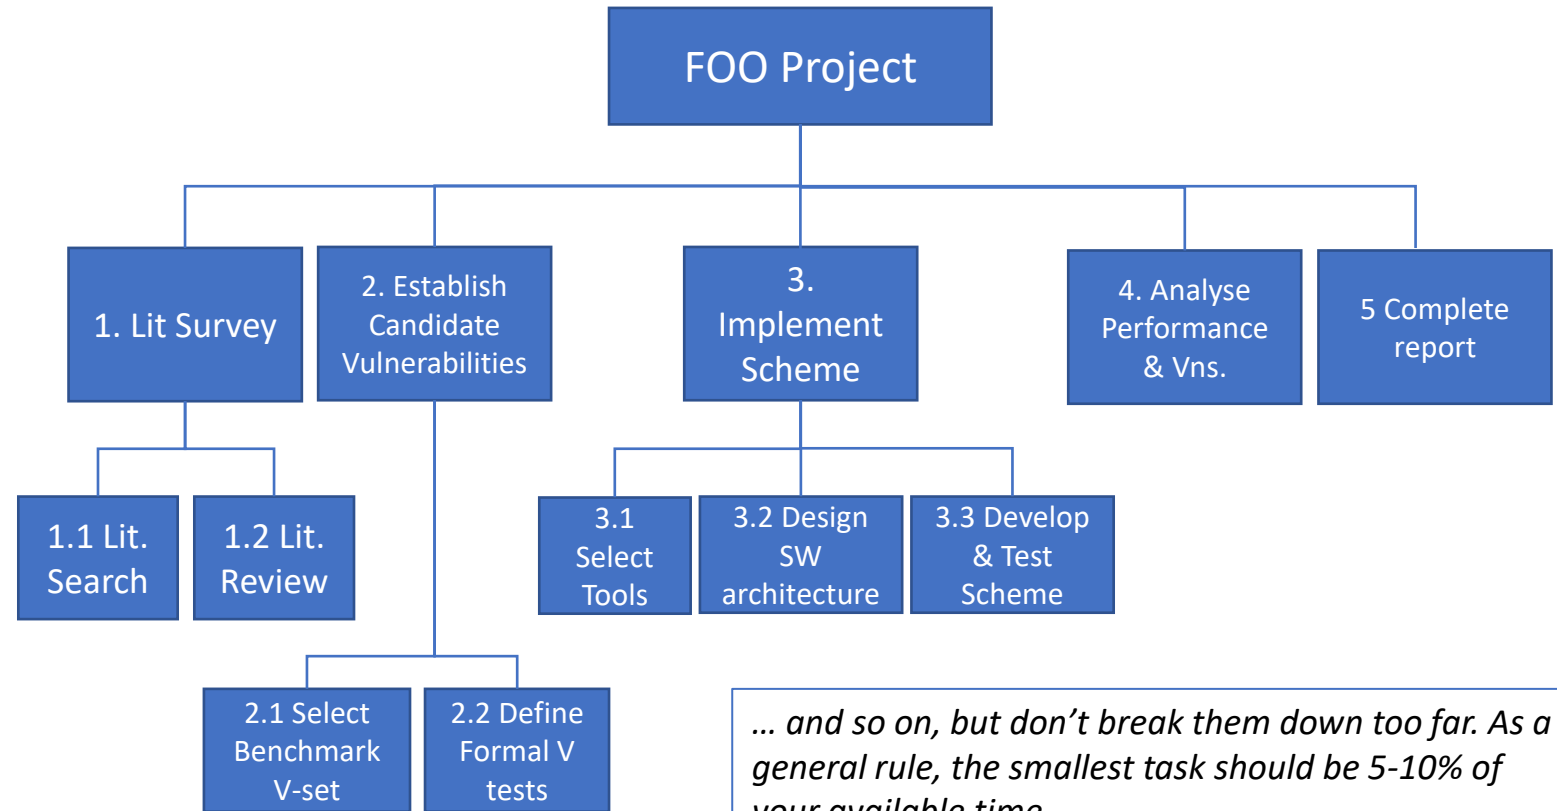 FOO Project
1. Lit Survey
2. Establish
Candidate
Vulnerabilities
3.
Implement
Scheme
4. Analyse
Performance
& Vns.
5 Complete
report
1.1 Lit.
Search
1.2 Lit.
Review
3.1
Select
Tools
3.2 Design
SW
architecture
3.3 Develop
& Test
Scheme
2.1 Select
Benchmark
V-set
2.2 Define
Formal V
tests
… and so on, but don’t break them down too far. As a
general rule, the smallest task should be 5-10% of
your available time